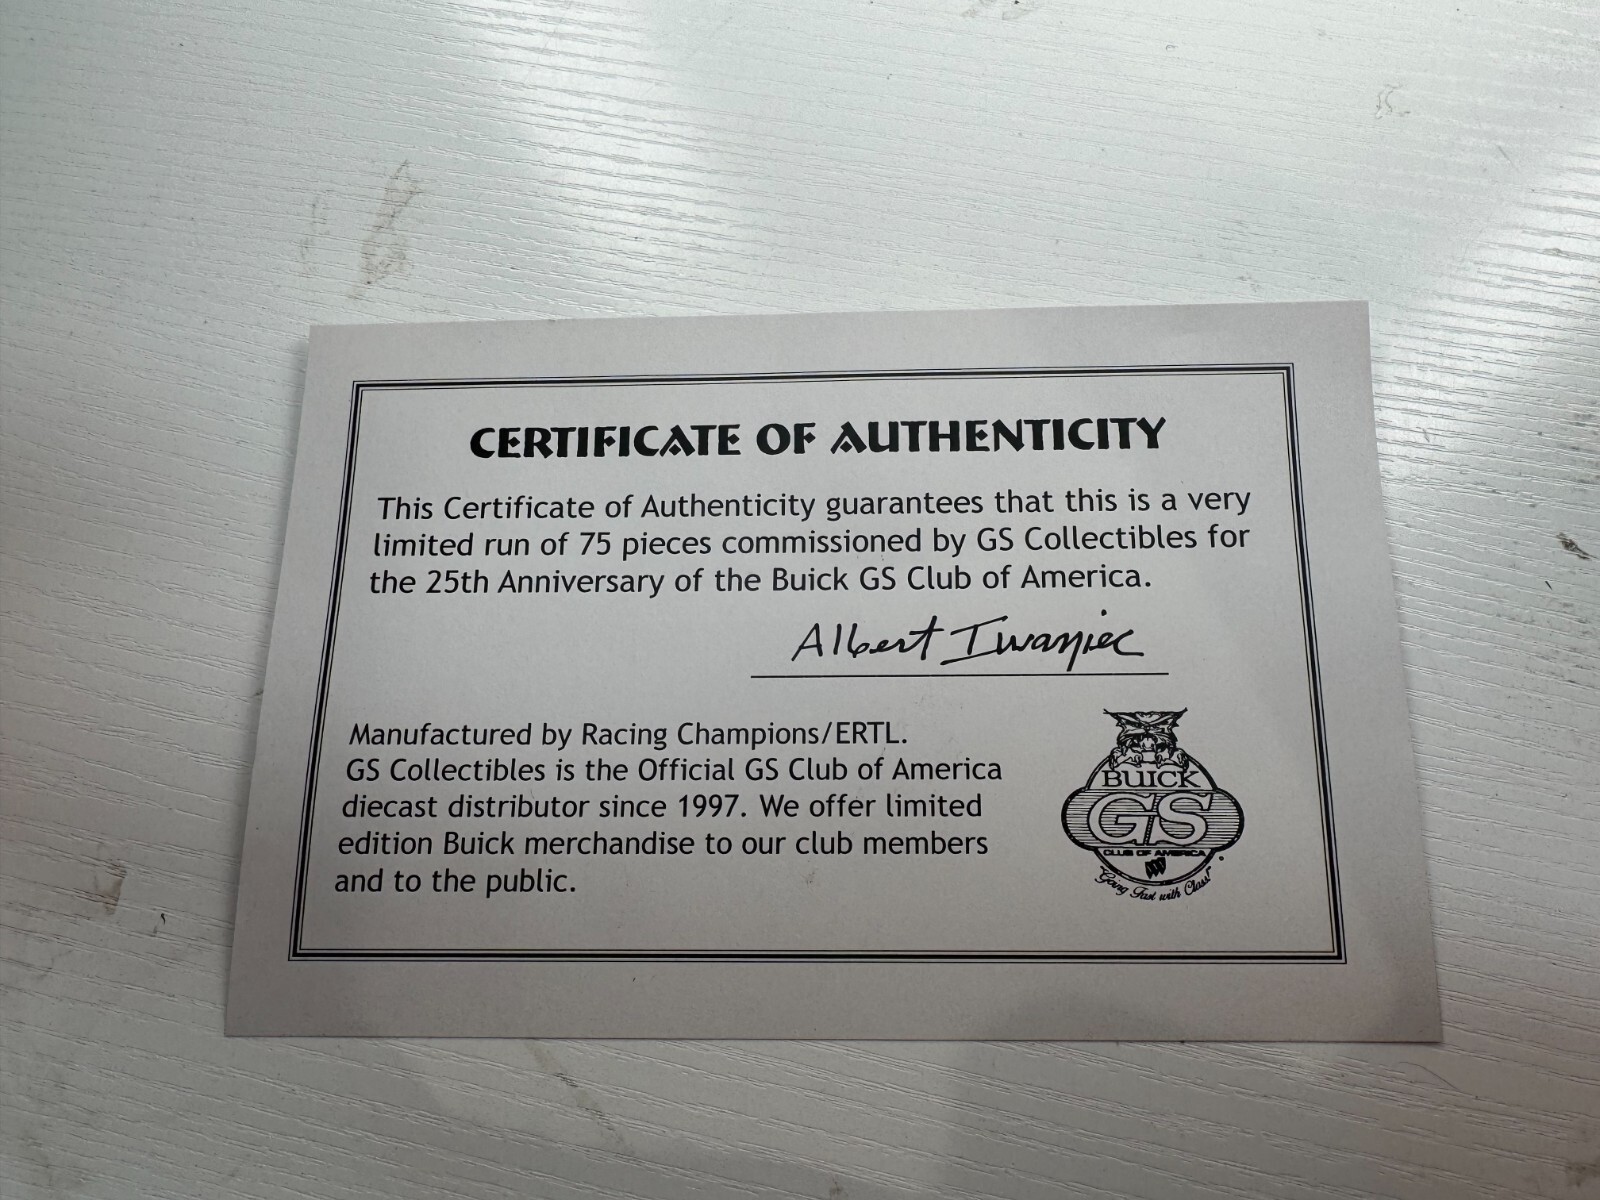 CERTIFICATE OF AUTHENTICITY
This Certificate of Authenticity guarantees that this is a very
limited run of 75 pieces commissioned by GS Collectibles for
the 25th Anniversary of the Buick GS Club of America.
Albert Iwaniec
Manufactured by Racing Champions/ERTL.
GS Collectibles is the Official GS Club of America
diecast distributor since 1997. We offer limited
edition Buick merchandise to our club members
and to the public.
BUICK
GS
CLUB OF AMERICA
"Going Fast with Class!"